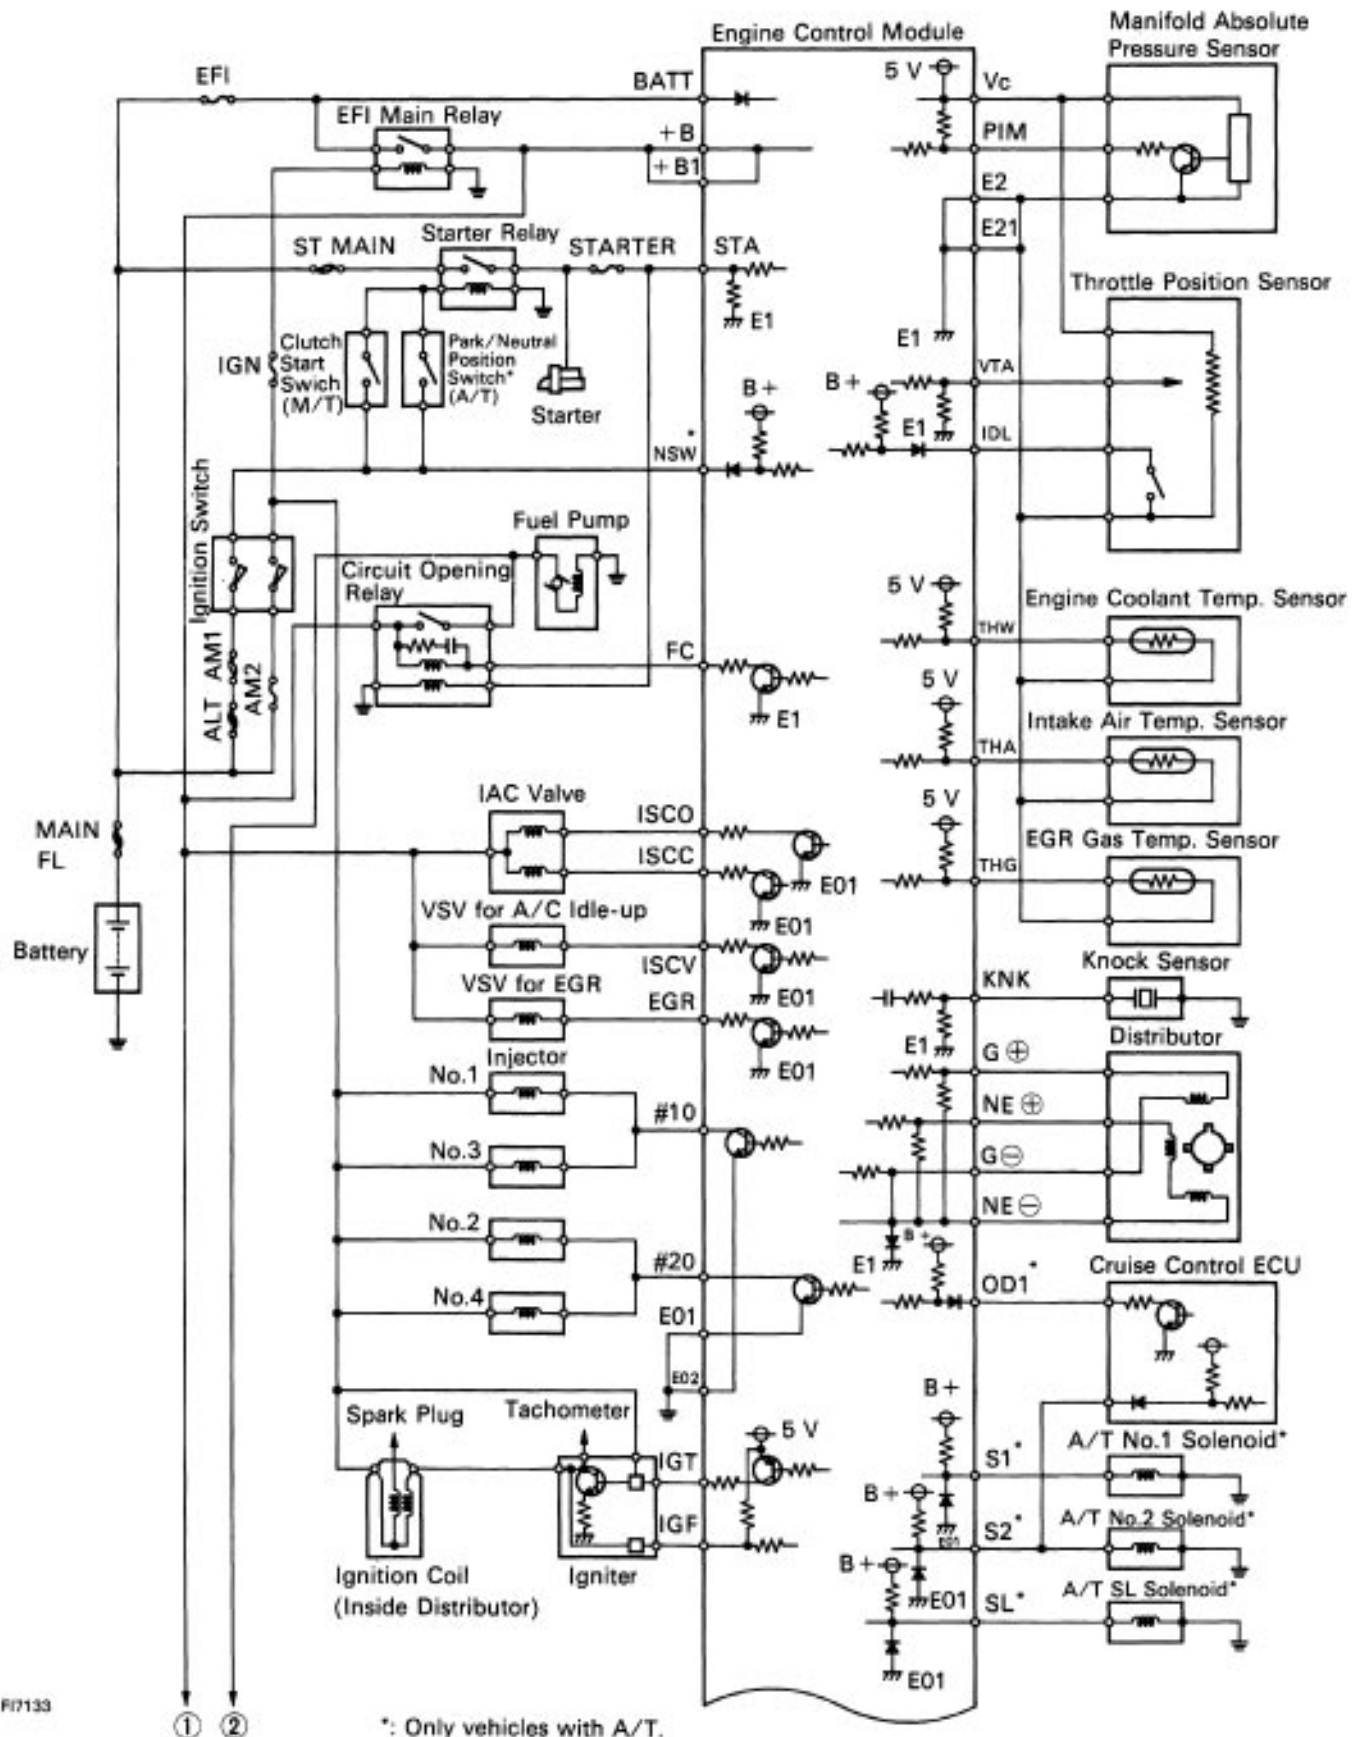 Engine Control Module
Manifold Absolute
Pressure Sensor
EFI
BATT
5 V
Vc
EFI Main Relay
+ B
PIM
+ B1
E2
E21
ST MAIN
Starter Relay
STARTER
STA
E1
E1
Throttle Position Sensor
IGN
Clutch
Start
Swich
(M/T)
Park/Neutral
Position
Switch*
(A/T)
Starter
B +
B +
VTA
E1
IDL
NSW*
Ignition Switch
Fuel Pump
Circuit Opening
Relay
5 V
Engine Coolant Temp. Sensor
THW
FC
E1
AM1
AM2
ALT
5 V
Intake Air Temp. Sensor
THA
IAC Valve
ISCO
ISCC
E01
E01
5 V
EGR Gas Temp. Sensor
THG
MAIN
FL
Battery
VSV for A/C Idle-up
ISCV
E01
VSV for EGR
EGR
E01
KNK
Knock Sensor
E1
Distributor
G ⊕
NE ⊕
G ⊖
NE ⊖
Injector
No.1
#10
No.3
No.2
#20
No.4
E01
E02
E1
B +
OD1*
Cruise Control ECU
Spark Plug
Tachometer
5 V
IGT
IGF
Ignition Coil
(Inside Distributor)
Igniter
B +
S1*
A/T No.1 Solenoid*
E01
B +
S2*
A/T No.2 Solenoid*
E01
B +
SL*
A/T SL Solenoid*
E01
FI7133
① ②
*: Only vehicles with A/T.